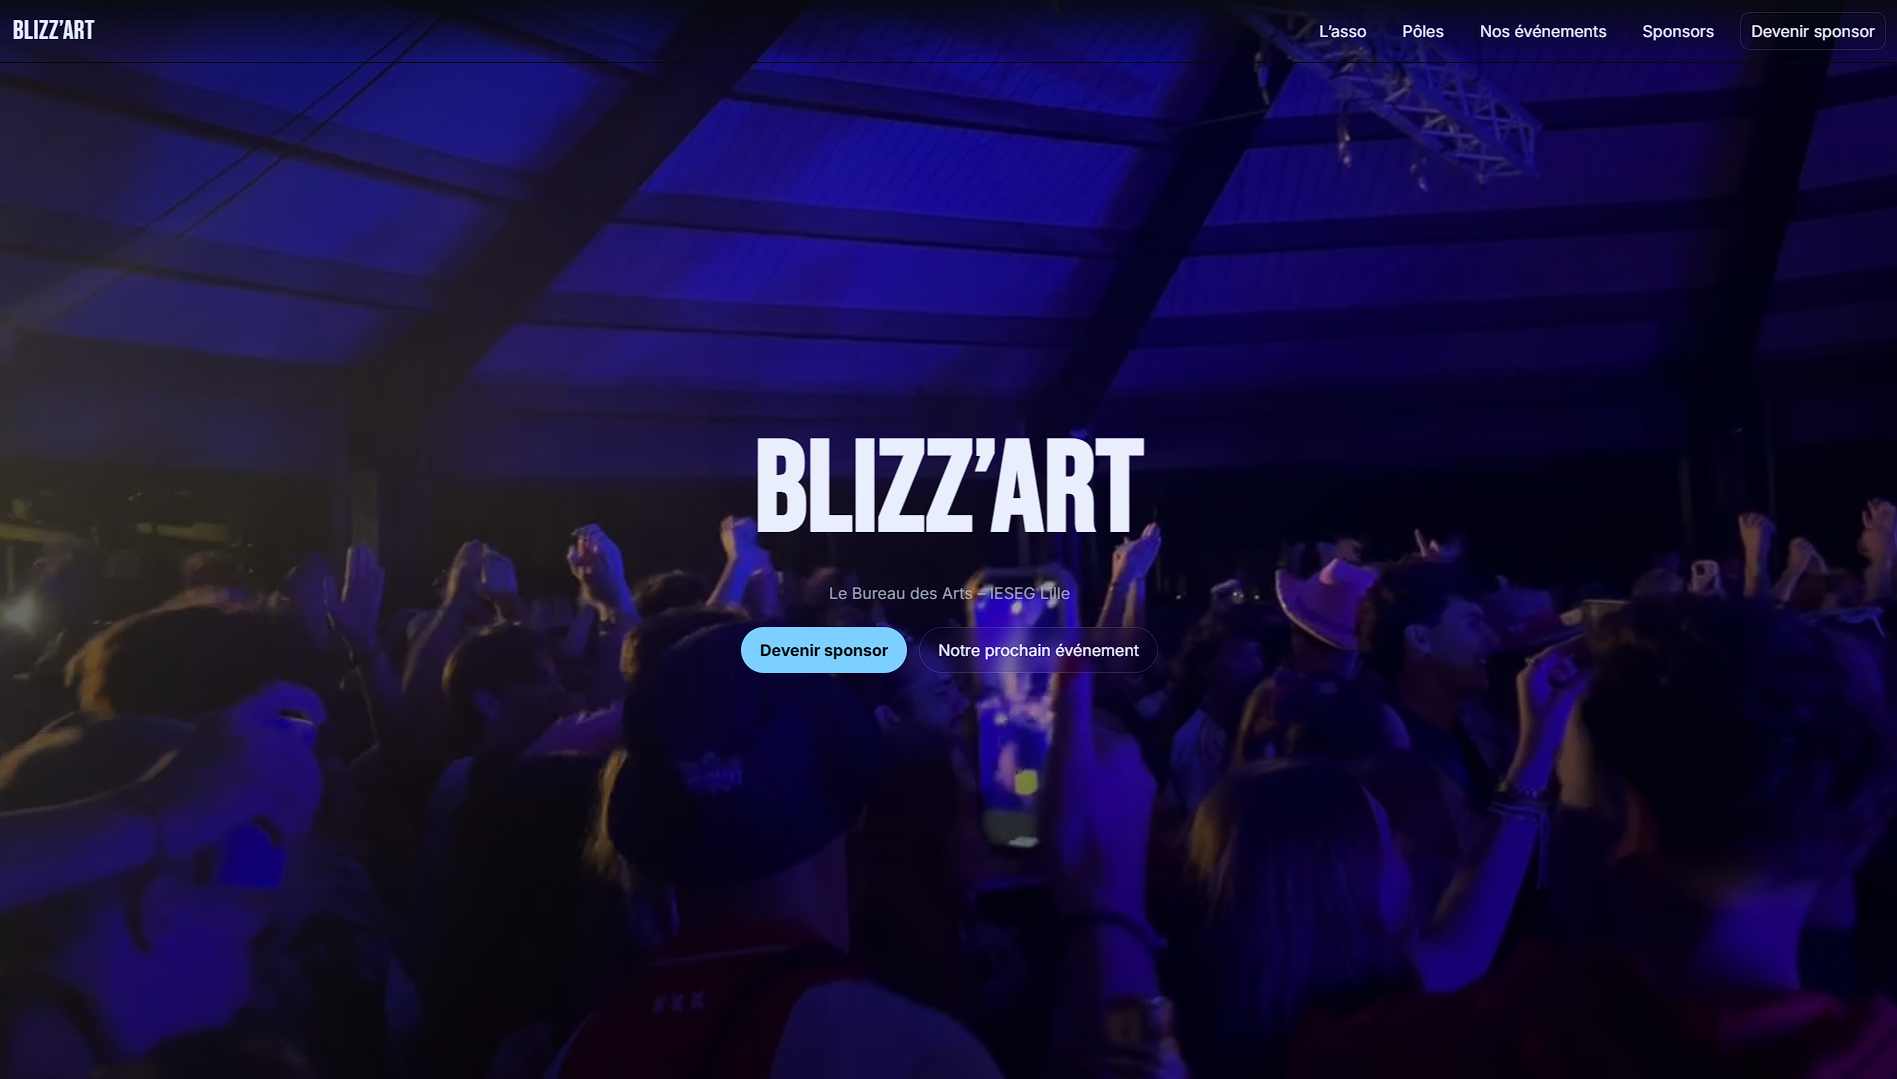 BLIZZ’ART
L’asso Pôles Nos événements Sponsors Devenir sponsor
BLIZZ’ART
Le Bureau des Arts – IESEG Lille
Devenir sponsor Notre prochain événement
XXX